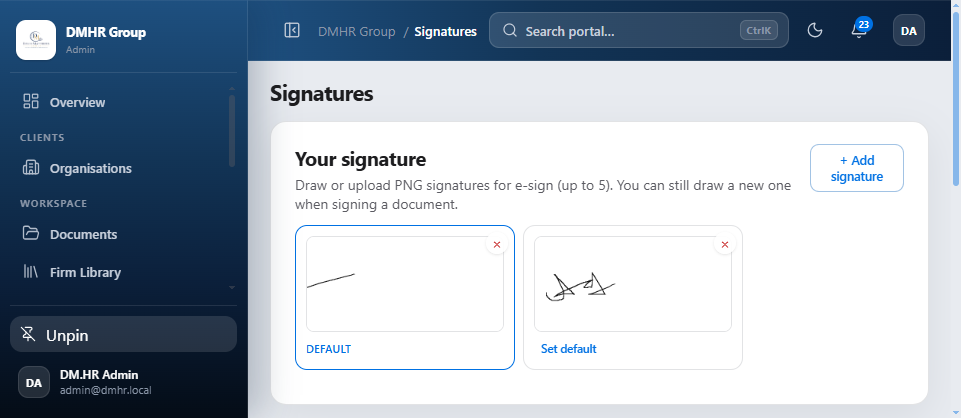 DMHR Group
Admin
Overview
CLIENTS
Organisations
WORKSPACE
Documents
Firm Library
Unpin
DA
DM.HR Admin
admin@dmhr.local
DMHR Group / Signatures
Search portal...
CtrlK
23
DA
Signatures
Your signature
Draw or upload PNG signatures for e-sign (up to 5). You can still draw a new one
when signing a document.
+ Add
signature
DEFAULT
Set default